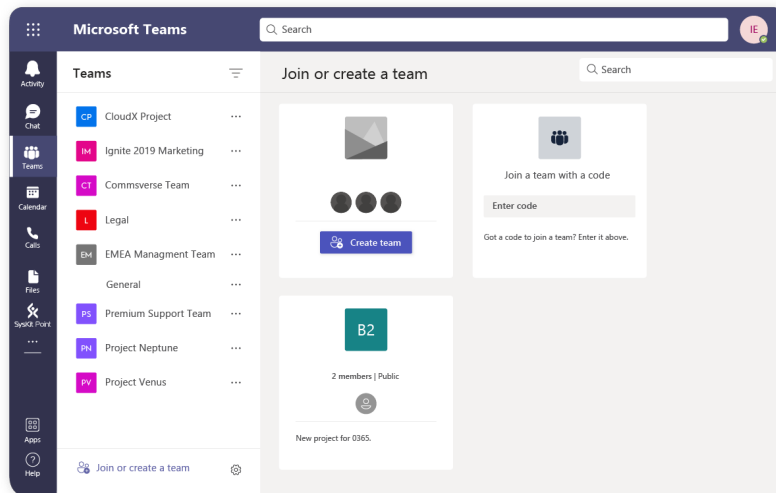 Microsoft Teams
Search
IE
Activity
Chat
Teams
Calendar
Calls
Files
SysKit Point
Apps
Help
Teams
CP CloudX Project
IM Ignite 2019 Marketing
CT Commsverse Team
L Legal
EM EMEA Managment Team
General
PS Premium Support Team
PN Project Neptune
PV Project Venus
Join or create a team
Join or create a team
Search
Create team
Join a team with a code
Enter code
Got a code to join a team? Enter it above.
B2
2 members | Public
New project for 0365.